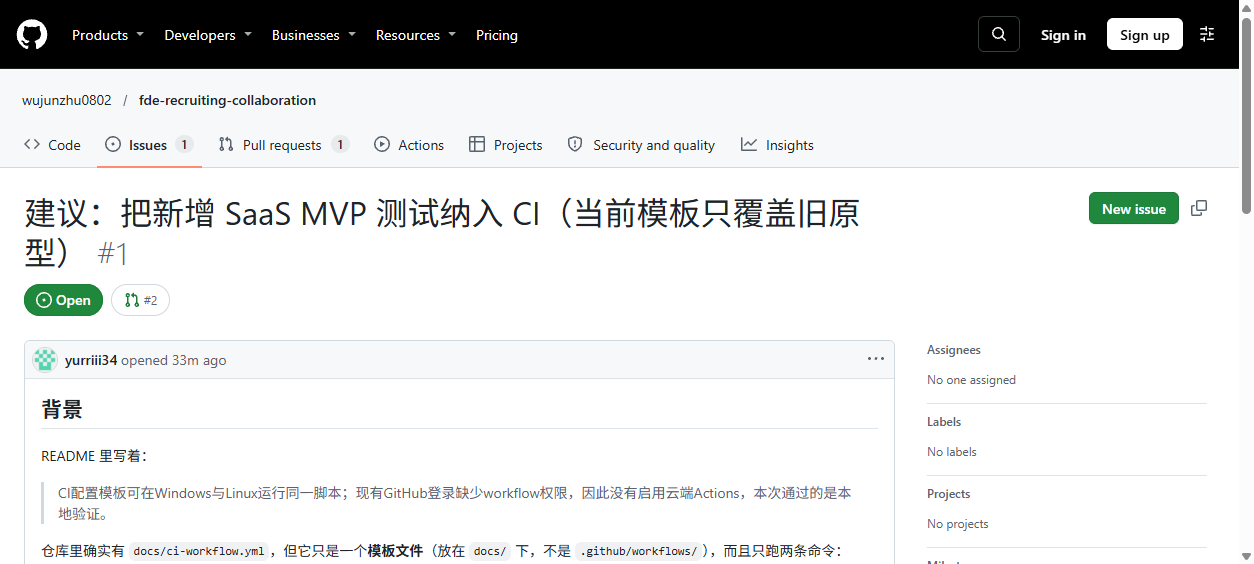 Products Developers Businesses Resources Pricing Sign in Sign up
wujunzhu0802 / fde-recruiting-collaboration
Code Issues 1 Pull requests 1 Actions Projects Security and quality Insights
建议：把新增 SaaS MVP 测试纳入 CI（当前模板只覆盖旧原
型） #1
New issue
Open #2
yurriii34 opened 33m ago
背景
README 里写着：
CI配置模板可在Windows与Linux运行同一脚本；现有GitHub登录缺少workflow权限，因此没有启用云端Actions，本次通过的是本
地验证。
仓库里确实有 docs/ci-workflow.yml，但它只是一个模板文件（放在 docs/ 下，不是 .github/workflows/），而且只跑两条命令：
Assignees
No one assigned
Labels
No labels
Projects
No projects